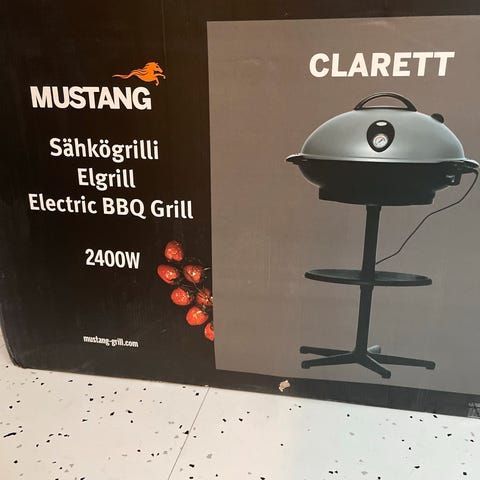 MUSTANG
Sähkögrilli
Elgrill
Electric BBQ Grill
2400W
mustang-grill.com
CLARETT